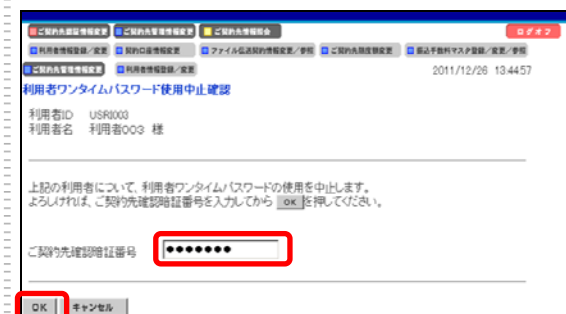 ご契約先認証情報変更 ご契約先管理情報変更 ご契約先情報照会 ログオフ
利用者情報登録/変更 契約口座情報変更 ファイル伝送契約情報変更/参照 ご契約先限度額変更 振込手数料マスタ登録/変更/参照
ご契約先管理情報変更 利用者情報登録/変更 2011/12/26 13:44:57
利用者ワンタイムパスワード使用中止確認
利用者ID USRI003
利用者名 利用者003 様
上記の利用者について、利用者ワンタイムパスワードの使用を中止します。
よろしければ、ご契約先確認暗証番号を入力してから OK を押してください。
ご契約先確認暗証番号 ●●●●●●●
OK キャンセル